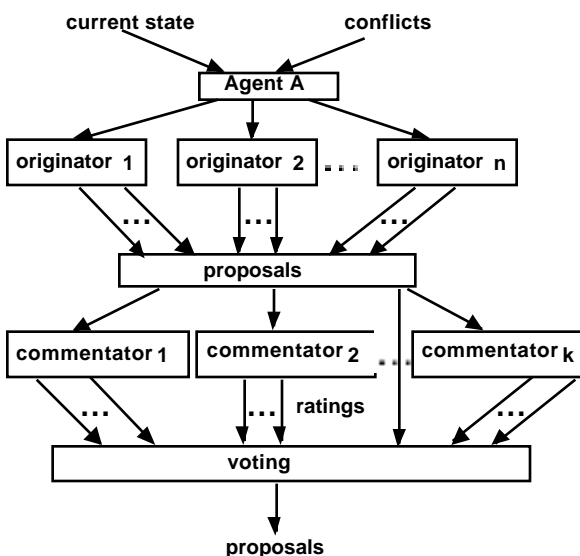 current state
conflicts
Agent A
originator 1
originator 2
....
originator n
...
...
...
proposals
commentator 1
commentator 2
...
commentator k
...
...
ratings
...
voting
proposals